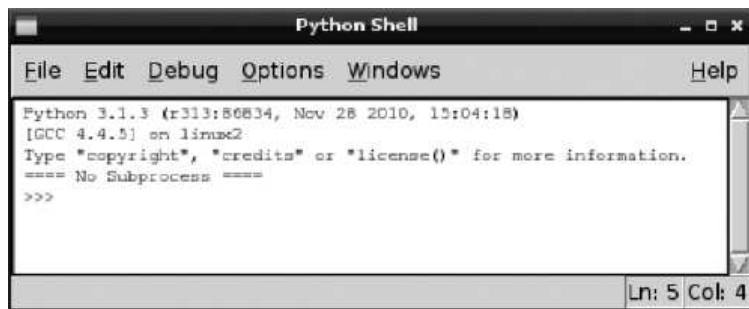 Python Shell
File Edit Debug Options Windows Help
Python 3.1.3 (r313:86834, Nov 28 2010, 15:04:18)
[GCC 4.4.5] on linux2
Type "copyright", "credits" or "license()" for more information.
==== No Subprocess ====
>>>
Ln: 5 Col: 4